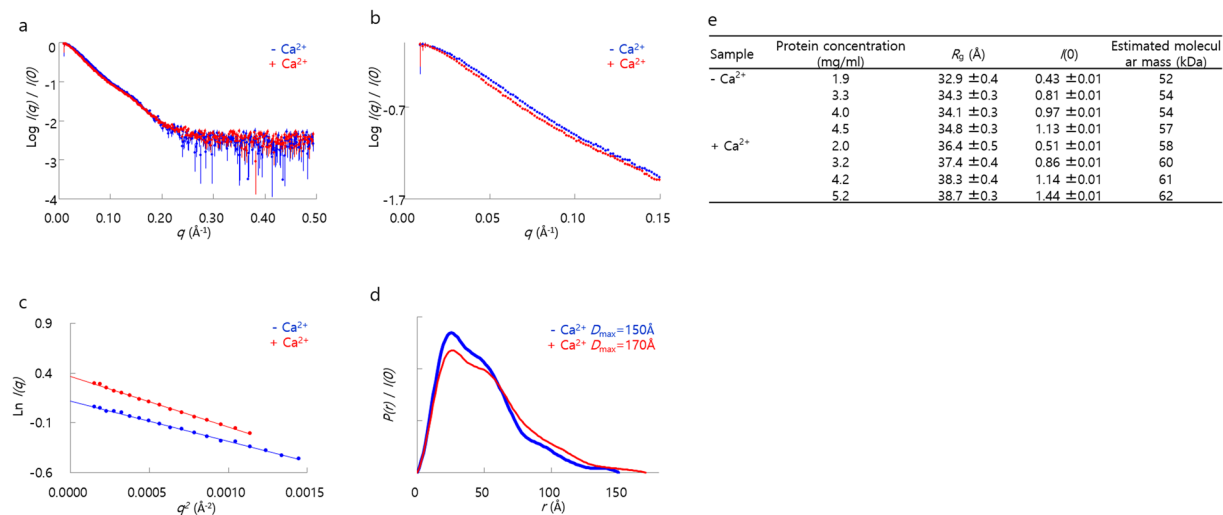 a
- Ca2+
+ Ca2+
Log I(q) / I(0)
0
-1
-2
-3
-4
0.00 0.10 0.20 0.30 0.40 0.50
q (Å-1)
b
- Ca2+
+ Ca2+
Log I(q) / I(0)
-0.7
-1.7
0.00 0.05 0.10 0.15
q (Å-1)
c
- Ca2+
+ Ca2+
Ln I(q)
0.9
0.4
-0.1
-0.6
0.0000 0.0005 0.0010 0.0015
q2 (Å-2)
d
- Ca2+ Dmax=150Å
+ Ca2+ Dmax=170Å
P(r) / I(0)
0 50 100 150
r (Å)
e
Sample Protein concentration (mg/ml) Rg (Å) I(0) Estimated molecul
ar mass (kDa)
- Ca2+ 1.9 32.9 ±0.4 0.43 ±0.01 52
3.3 34.3 ±0.3 0.81 ±0.01 54
4.0 34.1 ±0.3 0.97 ±0.01 54
4.5 34.8 ±0.3 1.13 ±0.01 57
+ Ca2+ 2.0 36.4 ±0.5 0.51 ±0.01 58
3.2 37.4 ±0.4 0.86 ±0.01 60
4.2 38.3 ±0.4 1.14 ±0.01 61
5.2 38.7 ±0.3 1.44 ±0.01 62